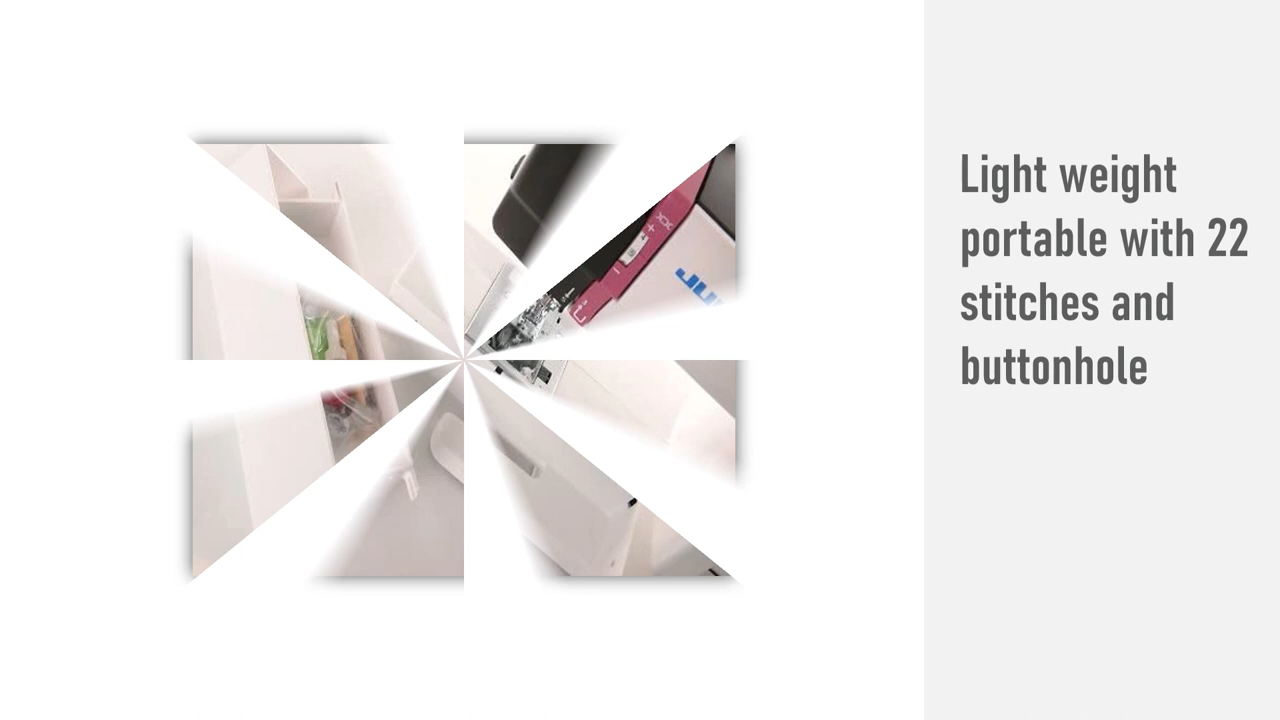 Light weight
portable with 22
stitches and
buttonhole